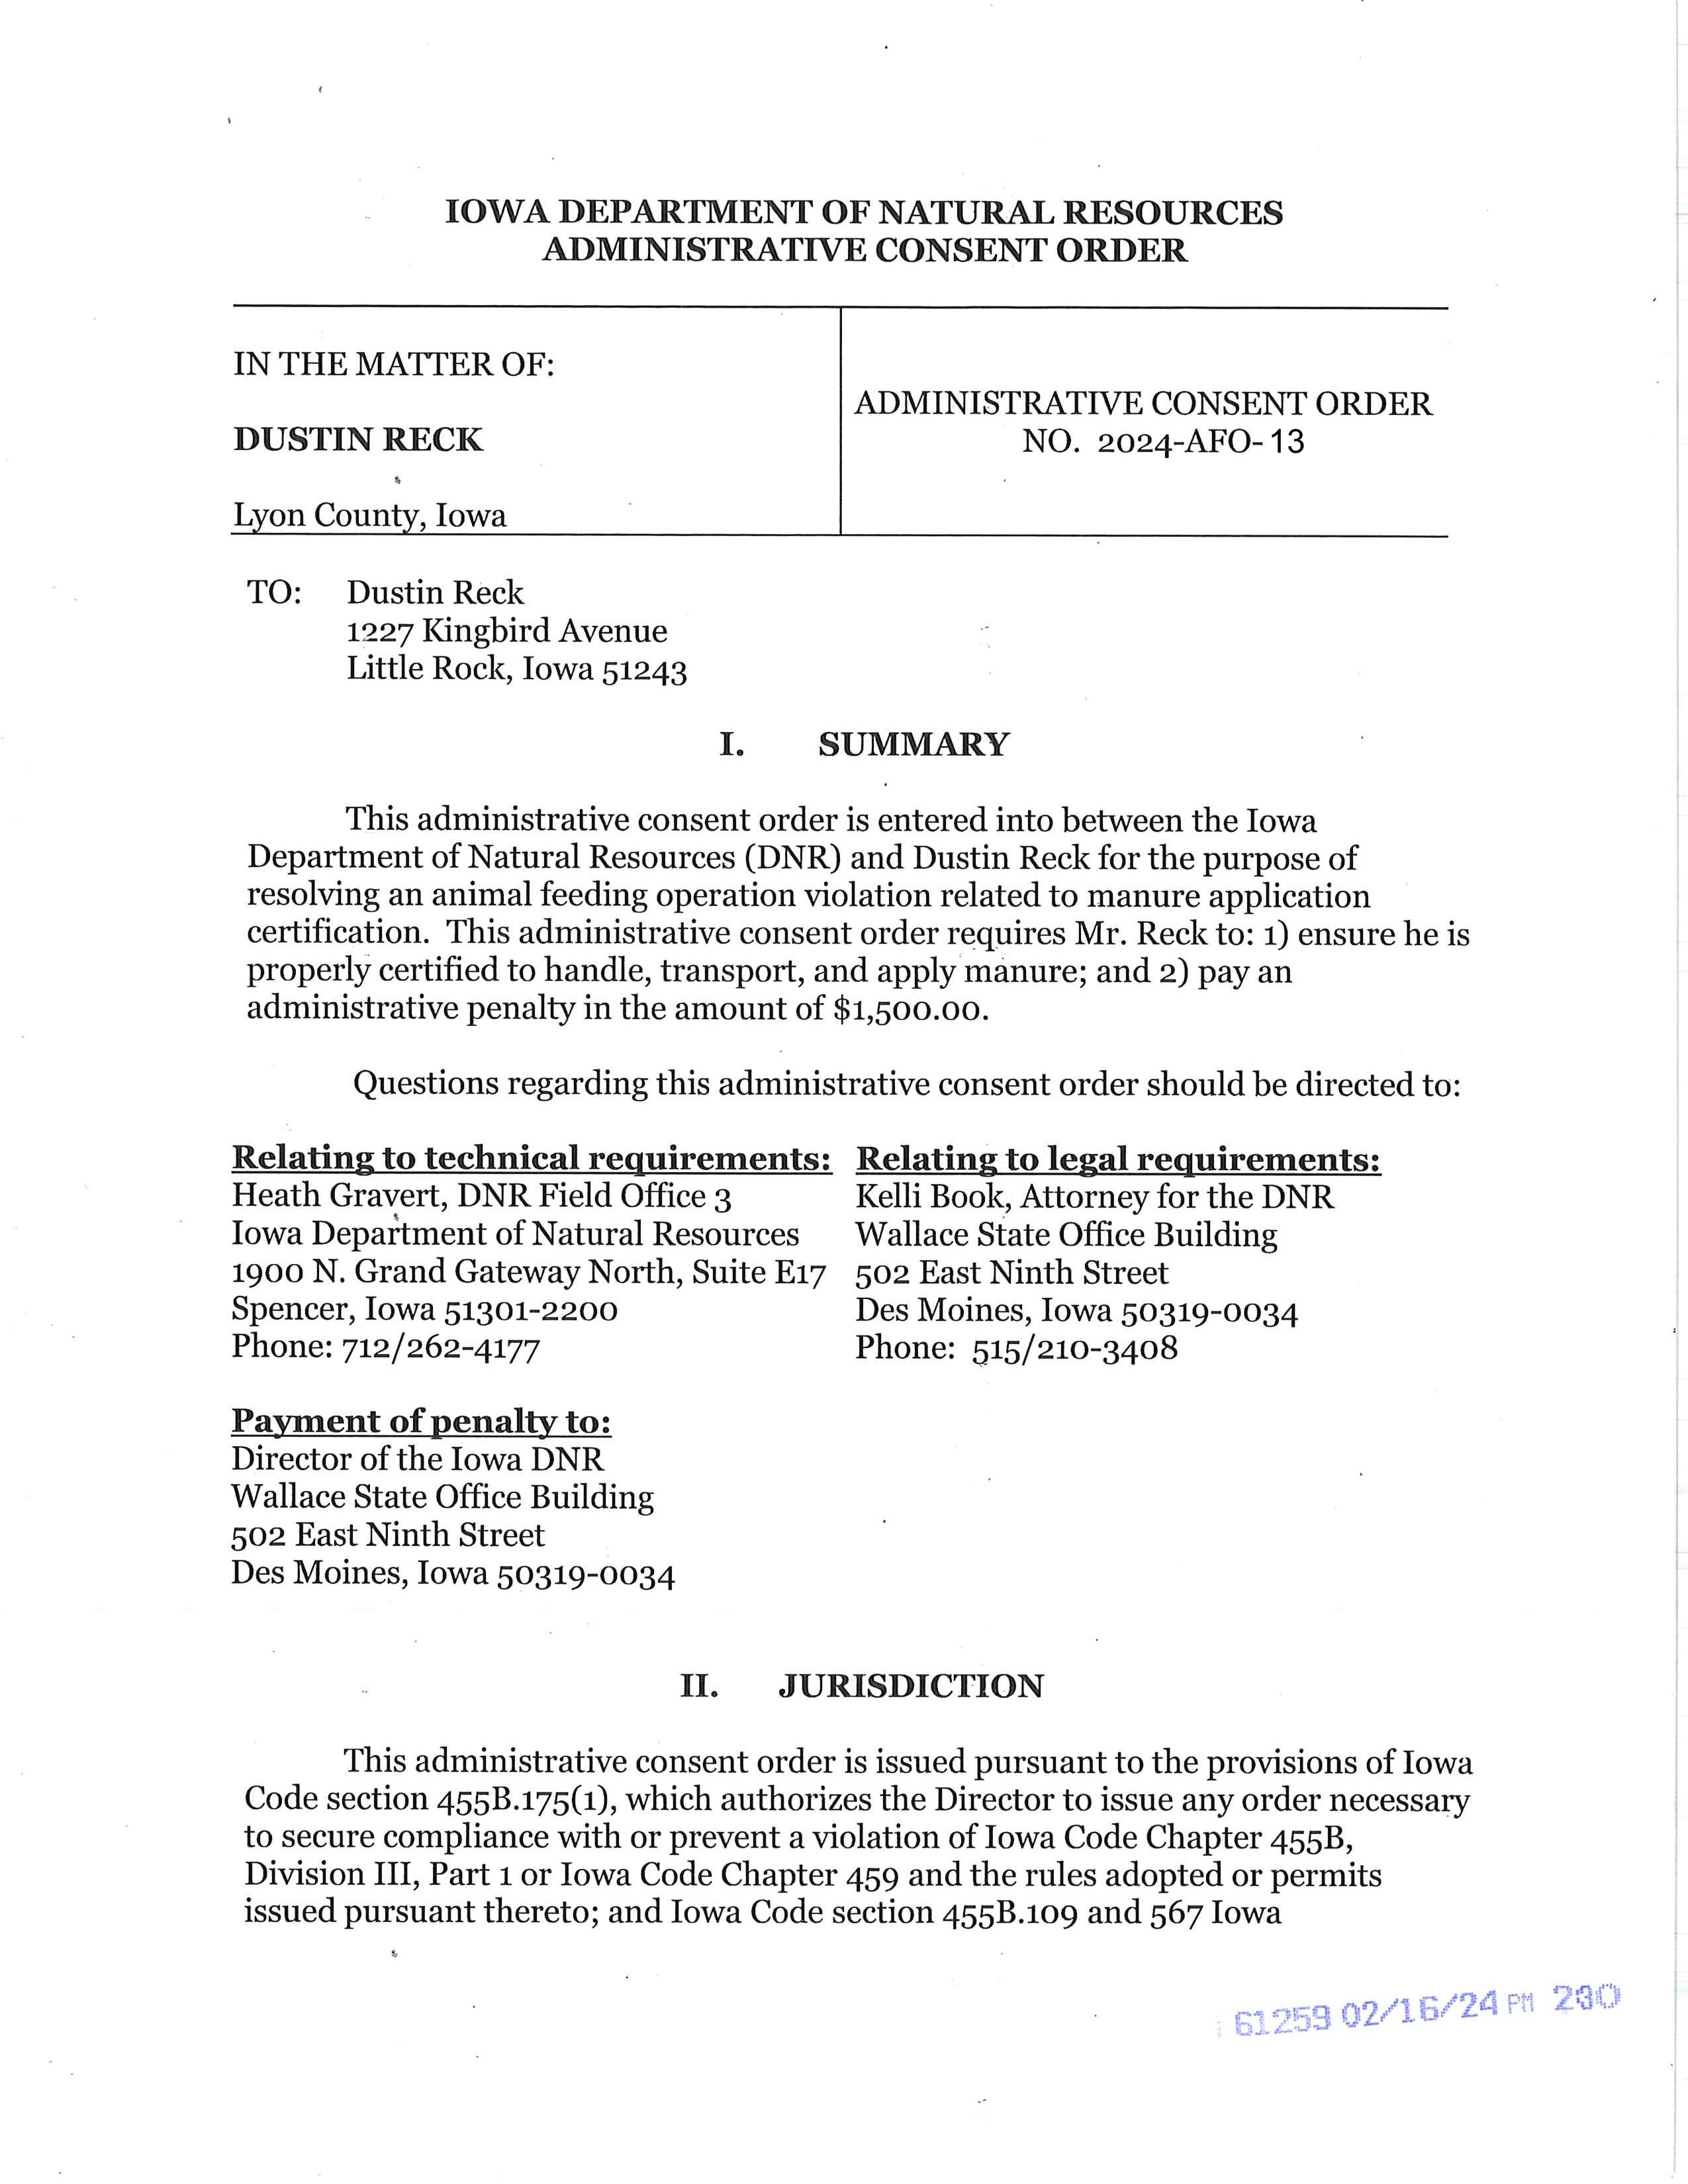 IOWA DEPARTMENT OF NATURAL RESOURCES
ADMINISTRATIVE CONSENT ORDER
IN THE MATTER OF:
DUSTIN RECK
Lyon County, Iowa
ADMINISTRATIVE CONSENT ORDER
NO. 2024-AFO-13
TO: Dustin Reck
1227 Kingbird Avenue
Little Rock, Iowa 51243
I. SUMMARY
This administrative consent order is entered into between the Iowa
Department of Natural Resources (DNR) and Dustin Reck for the purpose of
resolving an animal feeding operation violation related to manure application
certification. This administrative consent order requires Mr. Reck to: 1) ensure he is
properly certified to handle, transport, and apply manure; and 2) pay an
administrative penalty in the amount of $1,500.00.
Questions regarding this administrative consent order should be directed to:
Relating to technical requirements:
Heath Gravert, DNR Field Office 3
Iowa Department of Natural Resources
1900 N. Grand Gateway North, Suite E17
Spencer, Iowa 51301-2200
Phone: 712/262-4177
Relating to legal requirements:
Kelli Book, Attorney for the DNR
Wallace State Office Building
502 East Ninth Street
Des Moines, Iowa 50319-0034
Phone: 515/210-3408
Payment of penalty to:
Director of the Iowa DNR
Wallace State Office Building
502 East Ninth Street
Des Moines, Iowa 50319-0034
II. JURISDICTION
This administrative consent order is issued pursuant to the provisions of Iowa
Code section 455B.175(1), which authorizes the Director to issue any order necessary
to secure compliance with or prevent a violation of Iowa Code Chapter 455B,
Division III, Part 1 or Iowa Code Chapter 459 and the rules adopted or permits
issued pursuant thereto; and Iowa Code section 455B.109 and 567 Iowa
61259 02/16/24 PM 230